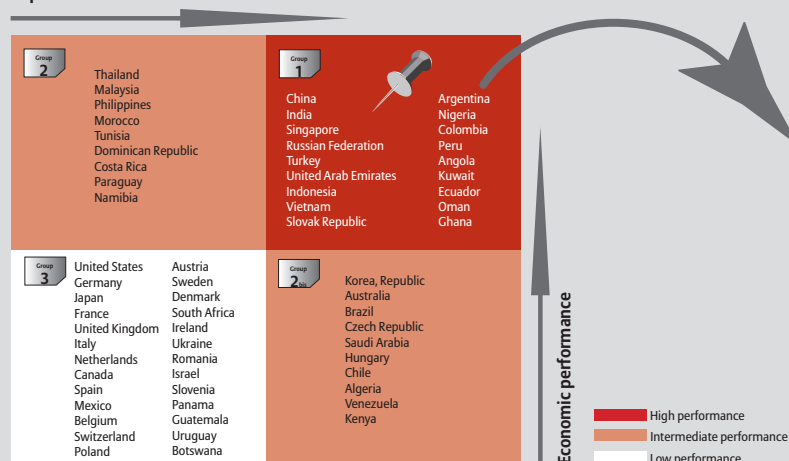 Group
2
Thailand
Malaysia
Philippines
Morocco
Tunisia
Dominican Republic
Costa Rica
Paraguay
Namibia
Group
1
China
India
Singapore
Russian Federation
Turkey
United Arab Emirates
Indonesia
Vietnam
Slovak Republic
Argentina
Nigeria
Colombia
Peru
Angola
Kuwait
Ecuador
Oman
Ghana
Group
3
United States
Germany
Japan
France
United Kingdom
Italy
Netherlands
Canada
Spain
Mexico
Belgium
Switzerland
Poland
Austria
Sweden
Denmark
South Africa
Ireland
Ukraine
Romania
Israel
Slovenia
Panama
Guatemala
Uruguay
Botswana
Group
2 bis
Korea, Republic
Australia
Brazil
Czech Republic
Saudi Arabia
Hungary
Chile
Algeria
Venezuela
Kenya
Economic performance
High performance
Intermediate performance
Low performance